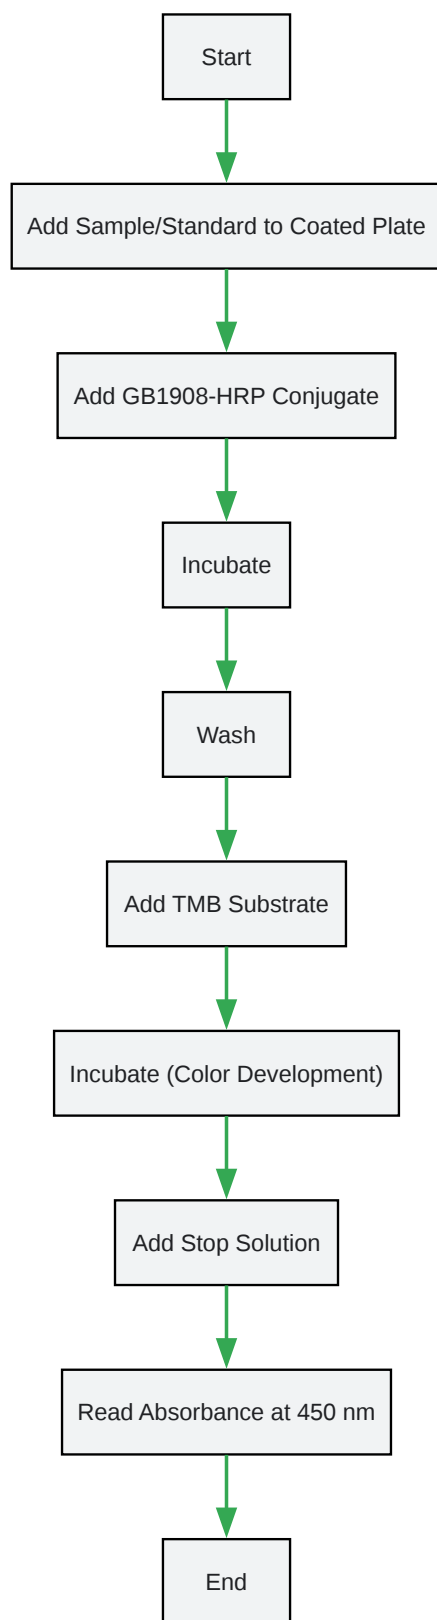 Start
Add Sample/Standard to Coated Plate
Add GB1908-HRP Conjugate
Incubate
Wash
Add TMB Substrate
Incubate (Color Development)
Add Stop Solution
Read Absorbance at 450 nm
End